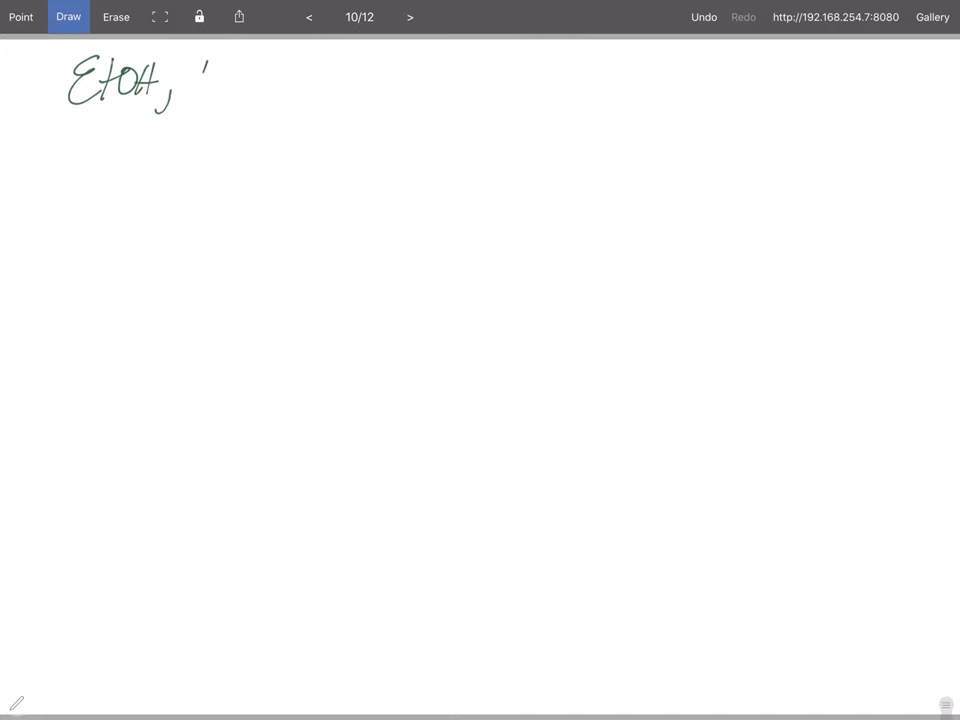 Point Draw Erase < 10/12 > Undo Redo http://192.168.254.7:8080 Gallery
EtOH, '